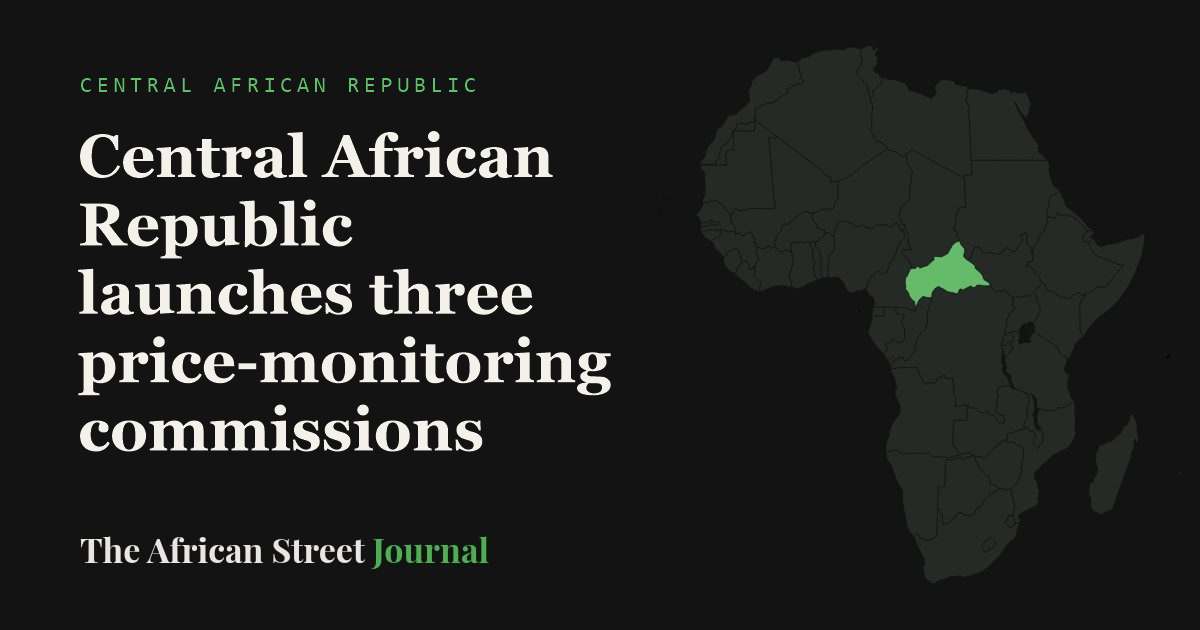 CENTRAL AFRICAN REPUBLIC
Central African
Republic
launches three
price-monitoring
commissions
The African Street Journal